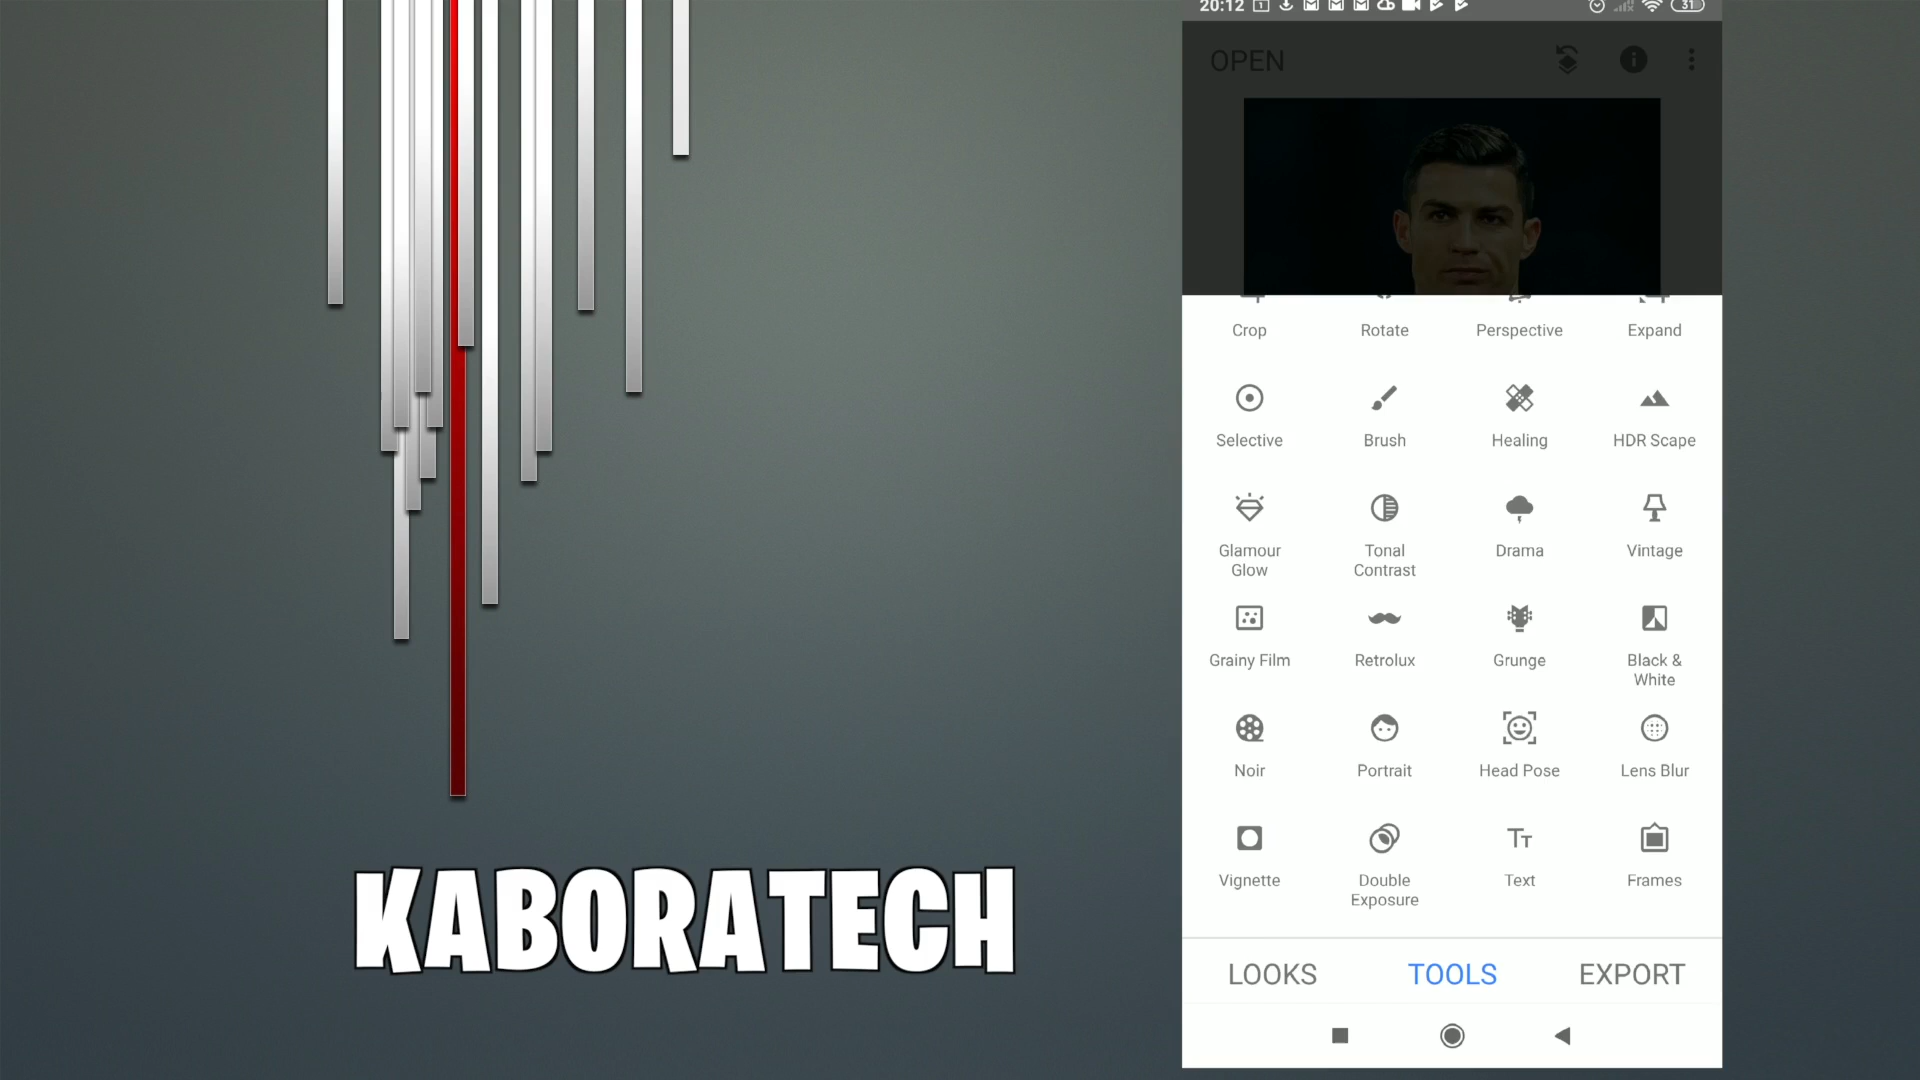 20:12
31
OPEN
Crop Rotate Perspective Expand
Selective Brush Healing HDR Scape
Glamour Glow Tonal Contrast Drama Vintage
Grainy Film Retrolux Grunge Black & White
Noir Portrait Head Pose Lens Blur
Vignette Double Exposure Text Frames
LOOKS TOOLS EXPORT
KABORATECH